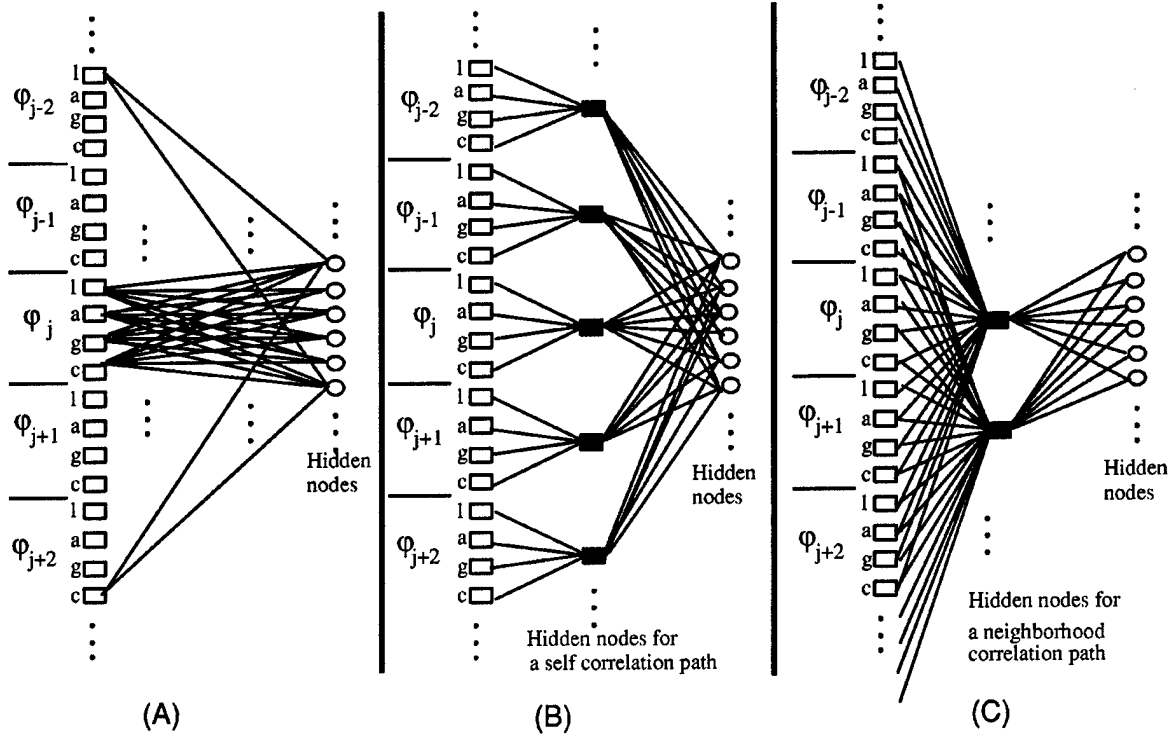 φj-2
l
a
g
c
φj-1
l
a
g
c
φj
l
a
g
c
φj+1
l
a
g
c
φj+2
l
a
g
c
Hidden
nodes
(A)
φj-2
l
a
g
c
φj-1
l
a
g
c
φj
l
a
g
c
φj+1
l
a
g
c
φj+2
l
a
g
c
Hidden
nodes
Hidden nodes for
a self correlation path
(B)
φj-2
l
a
g
c
φj-1
l
a
g
c
φj
l
a
g
c
φj+1
l
a
g
c
φj+2
l
a
g
c
Hidden
nodes
Hidden nodes for
a neighborhood
correlation path
(C)